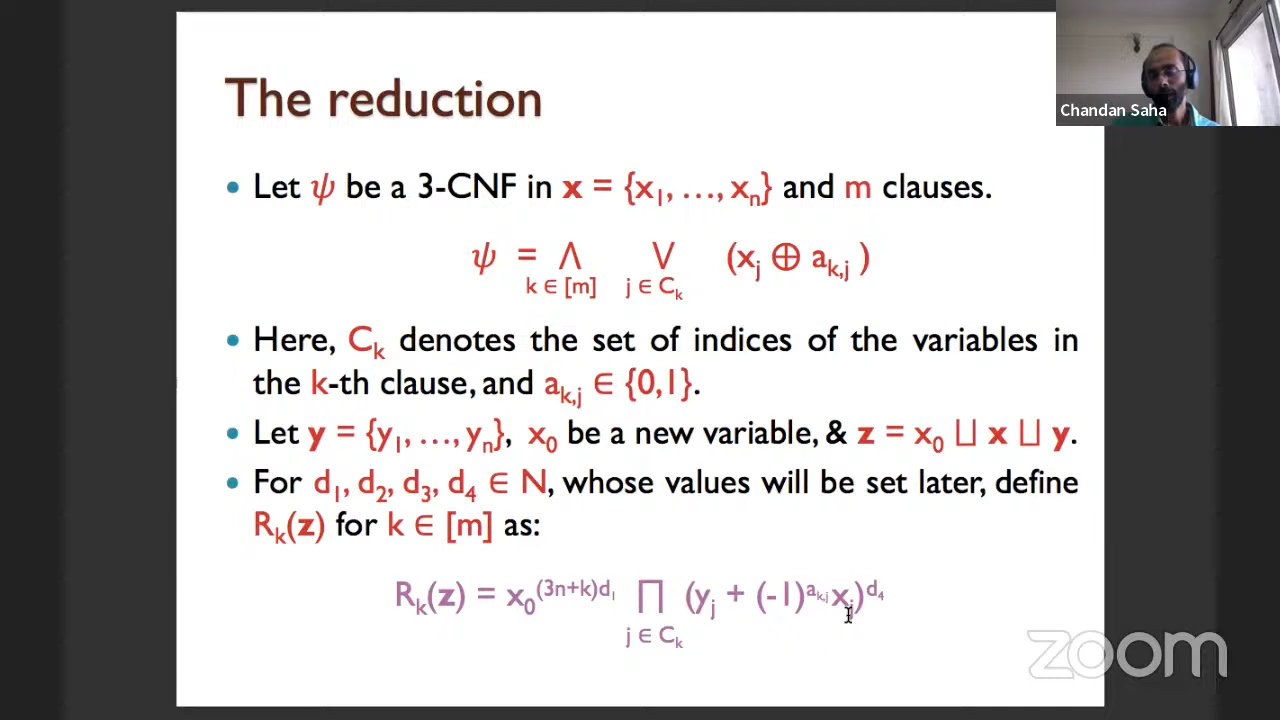 The reduction
Chandan Saha
• Let ψ be a 3-CNF in x = {x₁, …, xₙ} and m clauses.
ψ = ∧ ∨ (xⱼ ⊕ a_{k,j} )
k ∈ [m] j ∈ Cₖ
• Here, Cₖ denotes the set of indices of the variables in
the k-th clause, and a_{k,j} ∈ {0,1}.
• Let y = {y₁, …, yₙ}, x₀ be a new variable, & z = x₀ ⊔ x ⊔ y.
• For d₁, d₂, d₃, d₄ ∈ N, whose values will be set later, define
Rₖ(z) for k ∈ [m] as:
Rₖ(z) = x₀^{(3n+k)d₁} ∏ (yⱼ + (-1)^{a_{k,j}} xⱼ)^{d₄}
j ∈ Cₖ
zoom